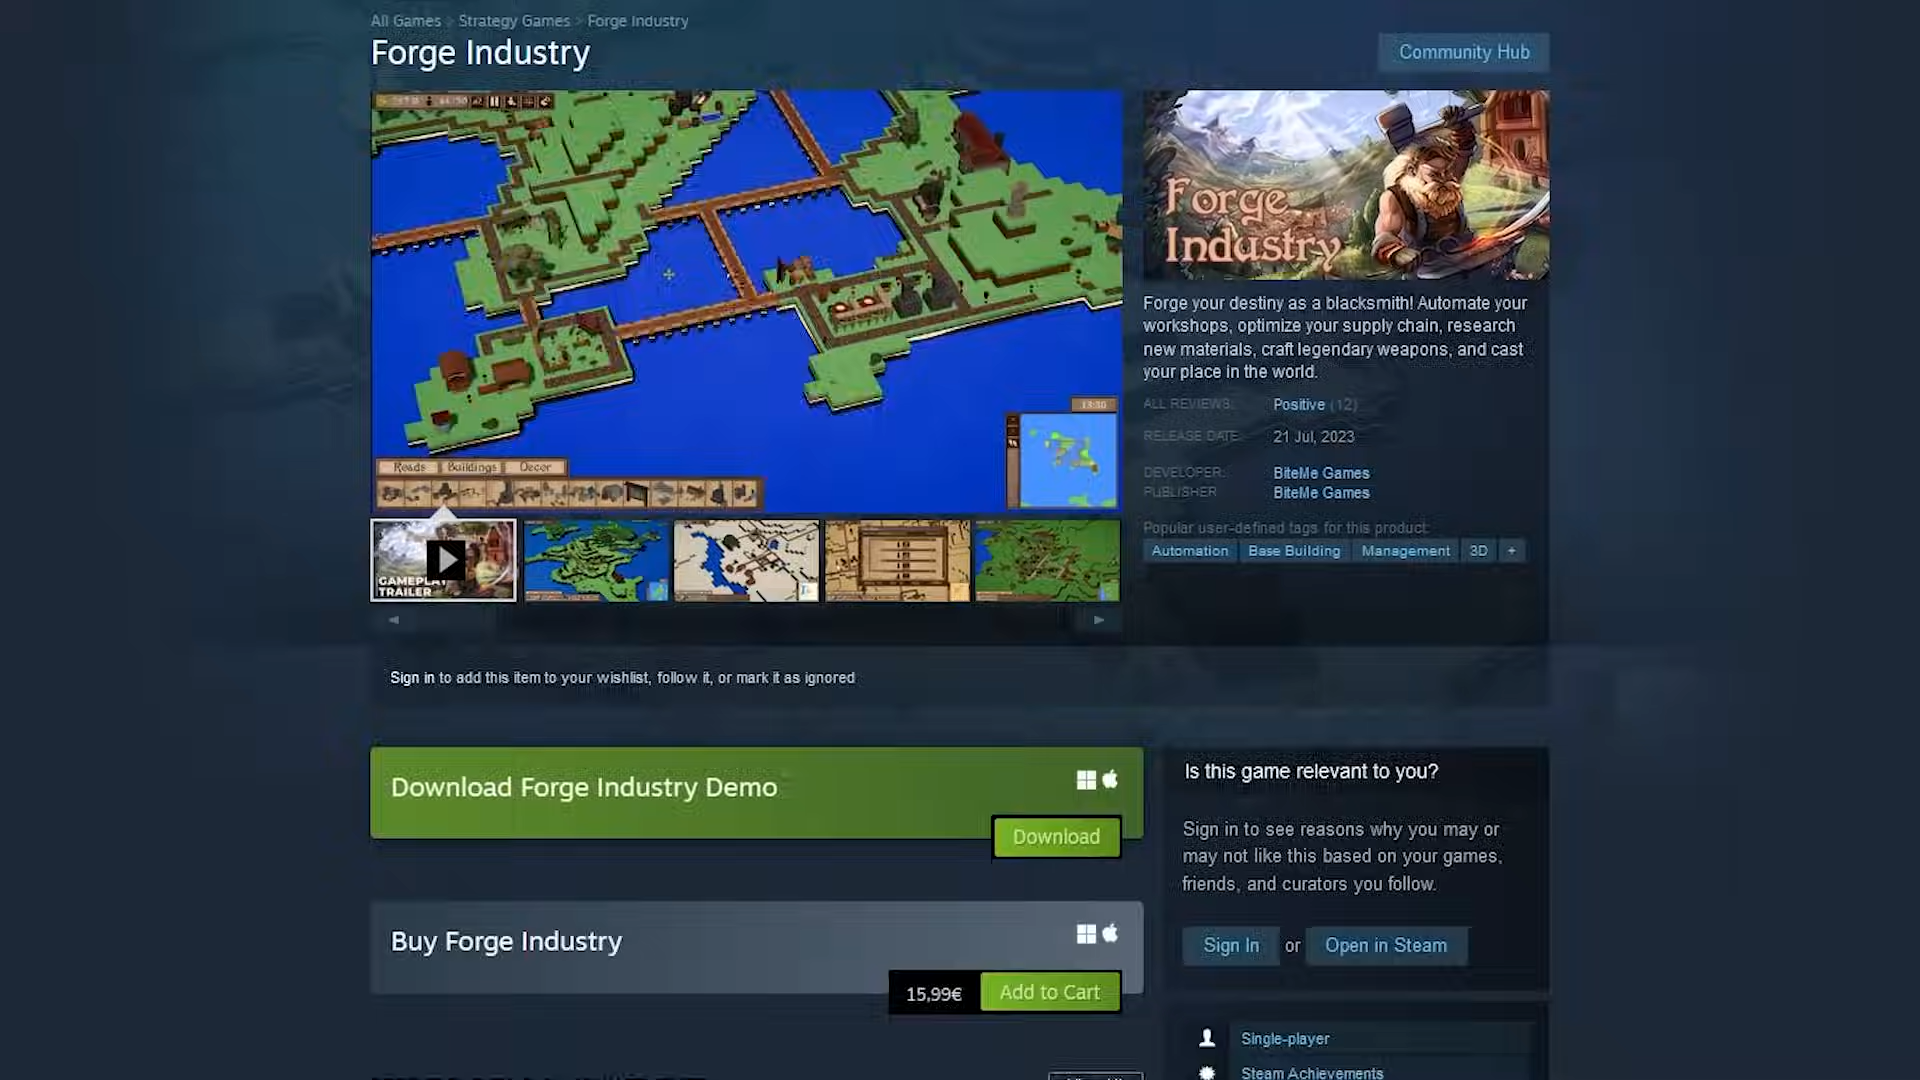 All Games > Strategy Games > Forge Industry
Forge Industry
Community Hub
Roads Buildings Decor
13:30
GAMEPLAY
TRAILER
Forge
Industry
Forge your destiny as a blacksmith! Automate your
workshops, optimize your supply chain, research
new materials, craft legendary weapons, and cast
your place in the world.
ALL REVIEWS: Positive (12)
RELEASE DATE: 21 Jul, 2023
DEVELOPER: BiteMe Games
PUBLISHER: BiteMe Games
Popular user-defined tags for this product:
Automation Base Building Management 3D +
Sign in to add this item to your wishlist, follow it, or mark it as ignored
Download Forge Industry Demo
Download
Buy Forge Industry
15,99€ Add to Cart
Is this game relevant to you?
Sign in to see reasons why you may or
may not like this based on your games,
friends, and curators you follow.
Sign In or Open in Steam
Single-player
Steam Achievements